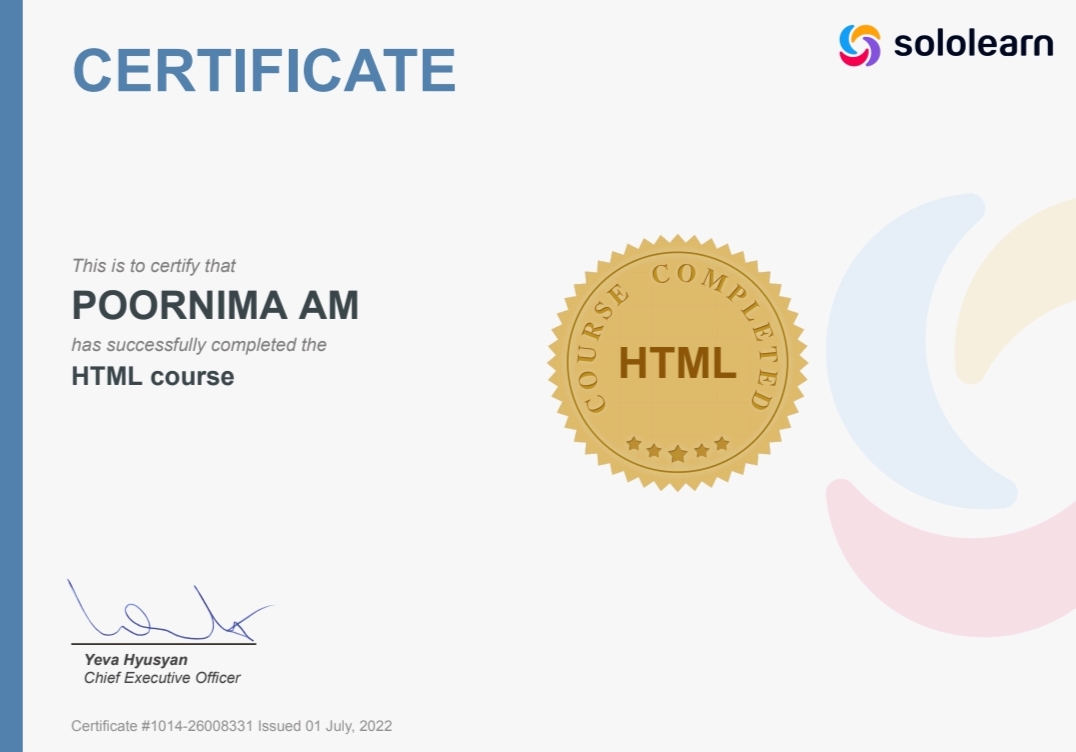 CERTIFICATE
sololearn
This is to certify that
POORNIMA AM
has successfully completed the
HTML course
COURSE COMPLETED
HTML
Yeva Hyusyan
Chief Executive Officer
Certificate #1014-26008331 Issued 01 July, 2022